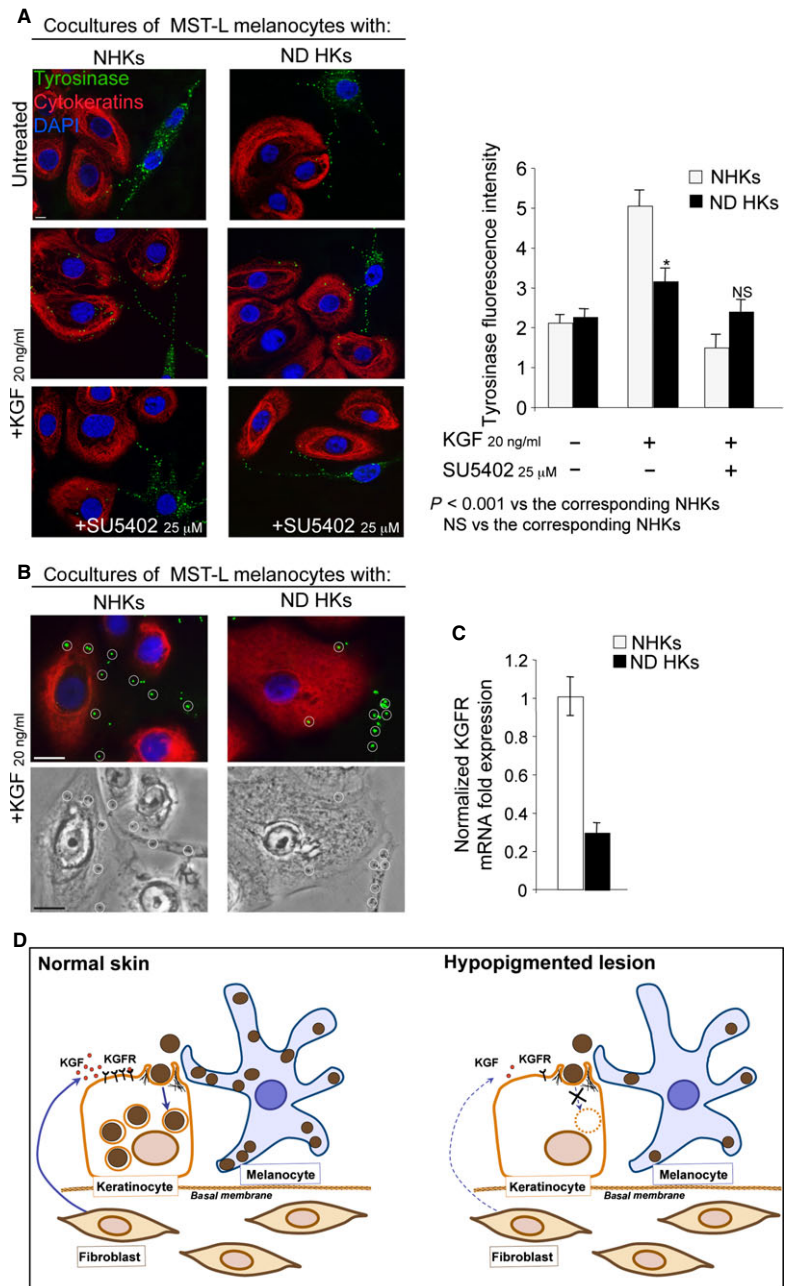 A
Cocultures of MST-L melanocytes with:
NHKs
ND HKs
Untreated
Tyrosinase
Cytokeratins
DAPI
+KGF 20 ng/ml
+SU5402 25 μM
+SU5402 25 μM
Tyrosinase fluorescence intensity
6
5
4
3
2
1
0
NHKs
ND HKs
*
NS
KGF 20 ng/ml – + +
SU5402 25 μM – – +
P < 0.001 vs the corresponding NHKs
NS vs the corresponding NHKs
B
Cocultures of MST-L melanocytes with:
NHKs
ND HKs
+KGF 20 ng/ml
C
NHKs
ND HKs
Normalized KGFR
mRNA fold expression
1.2
1
0.8
0.6
0.4
0.2
0
D
Normal skin
KGF
KGFR
Keratinocyte
Melanocyte
Basal membrane
Fibroblast
Hypopigmented lesion
KGF
KGFR
Keratinocyte
Melanocyte
Basal membrane
Fibroblast